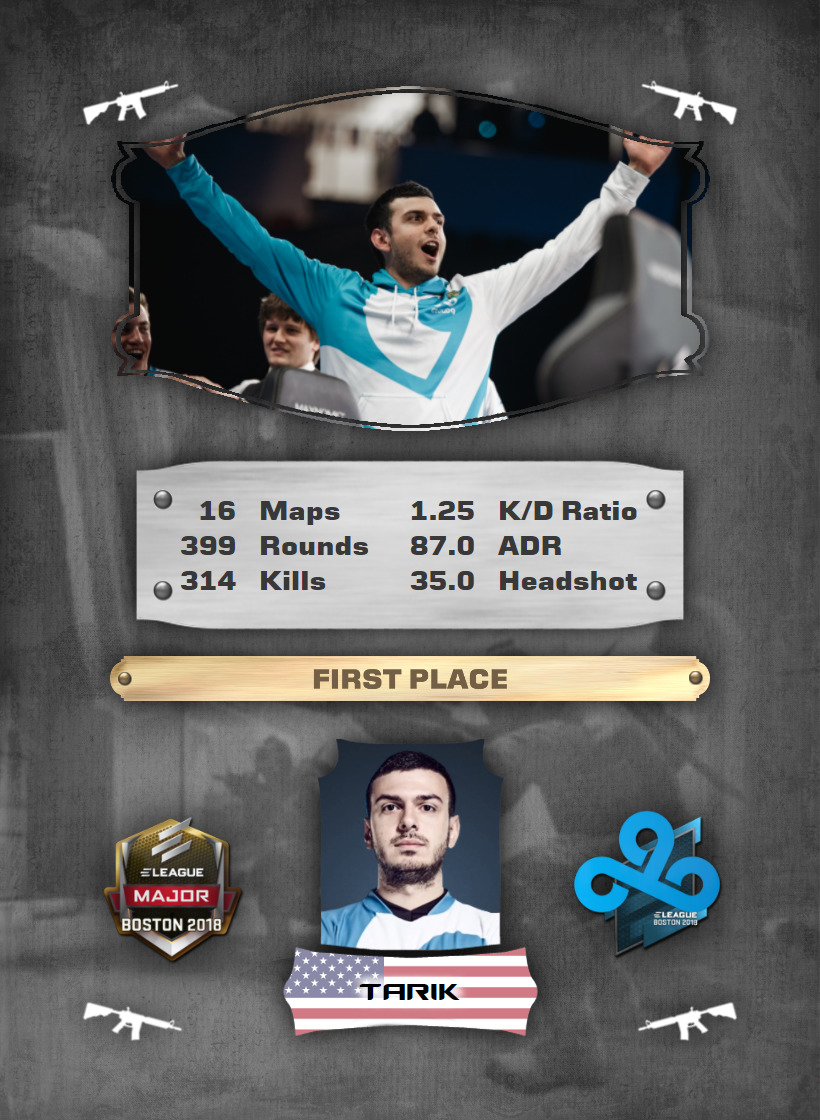 16 Maps 1.25 K/D Ratio
399 Rounds 87.0 ADR
314 Kills 35.0 Headshot
FIRST PLACE
ELEAGUE
MAJOR
BOSTON 2018
ELEAGUE
BOSTON 2018
TARIK